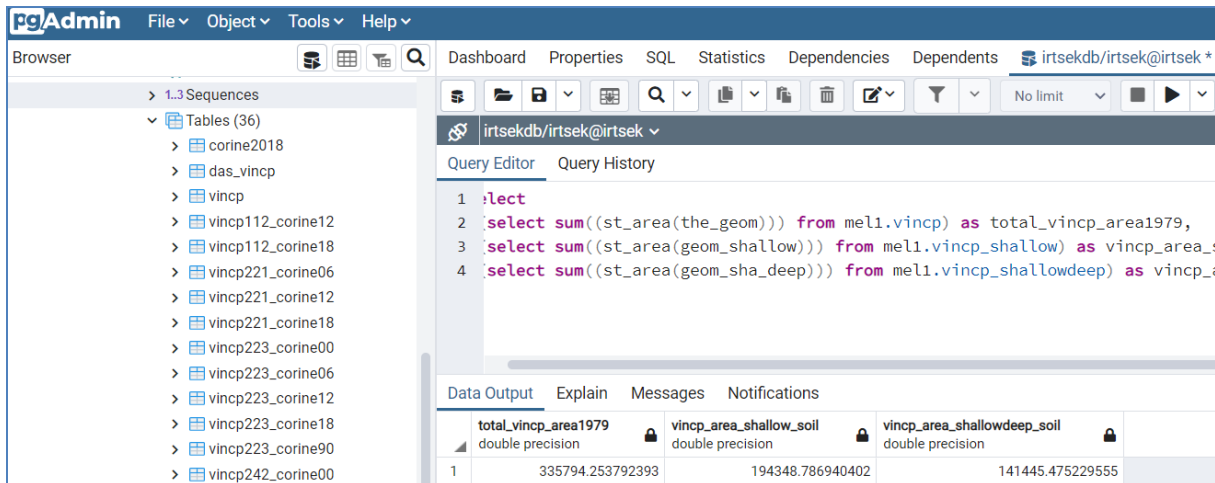 pgAdmin File Object Tools Help
Browser
Dashboard Properties SQL Statistics Dependencies Dependents irtsekdb/irtsek@irtsek *
1..3 Sequences
Tables (36)
corine2018
das_vincp
vincp
vincp112_corine12
vincp112_corine18
vincp221_corine06
vincp221_corine12
vincp221_corine18
vincp223_corine00
vincp223_corine06
vincp223_corine12
vincp223_corine18
vincp223_corine90
vincp242_corine00
No limit
irtsekdb/irtsek@irtsek
Query Editor Query History
1 elect
2 (select sum((st_area(the_geom))) from mel1.vincp) as total_vincp_area1979,
3 (select sum((st_area(geom_shallow))) from mel1.vincp_shallow) as vincp_area_s
4 (select sum((st_area(geom_sha_deep))) from mel1.vincp_shallowdeep) as vincp_a
Data Output Explain Messages Notifications
total_vincp_area1979 vincp_area_shallow_soil vincp_area_shallowdeep_soil
double precision double precision double precision
1 335794.253792393 194348.786940402 141445.475229555